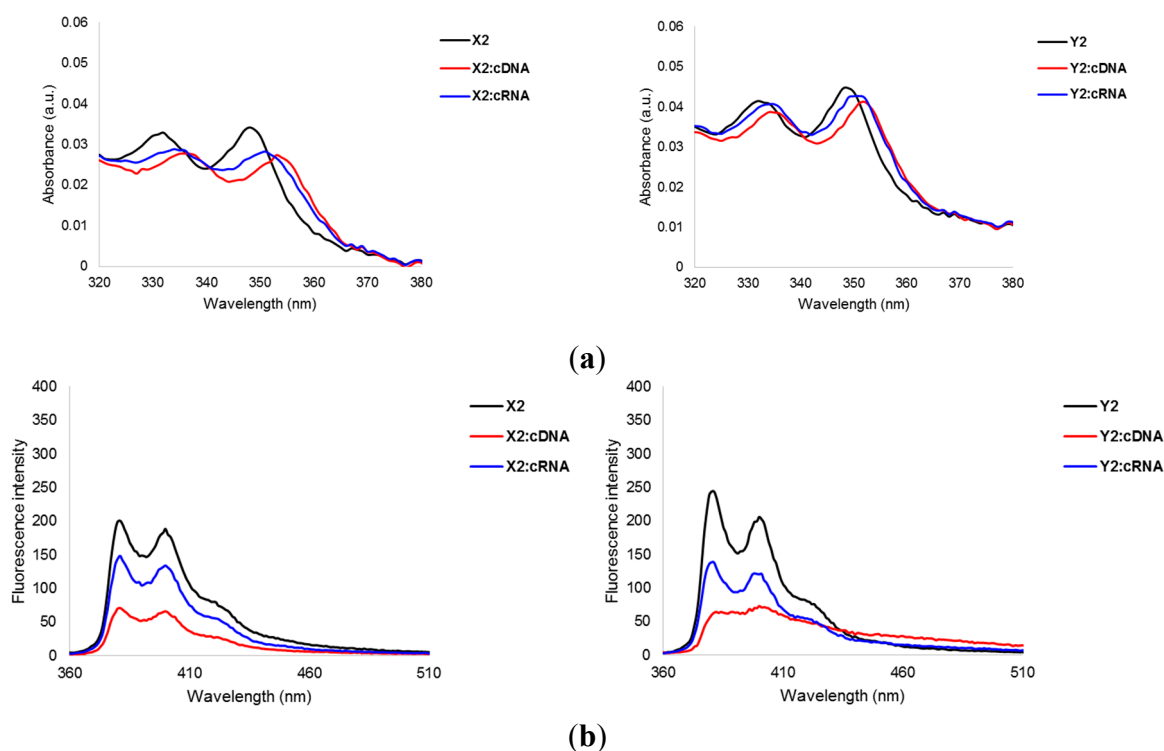 0.06
0.05
0.04
0.03
0.02
0.01
0
Absorbance (a.u.)
320 330 340 350 360 370 380
Wavelength (nm)
X2
X2:cDNA
X2:cRNA
0.06
0.05
0.04
0.03
0.02
0.01
0
Absorbance (a.u.)
320 330 340 350 360 370 380
Wavelength (nm)
Y2
Y2:cDNA
Y2:cRNA
(a)
400
350
300
250
200
150
100
50
0
Fluorescence intensity
360 410 460 510
Wavelength (nm)
X2
X2:cDNA
X2:cRNA
400
350
300
250
200
150
100
50
0
Fluorescence intensity
360 410 460 510
Wavelength (nm)
Y2
Y2:cDNA
Y2:cRNA
(b)